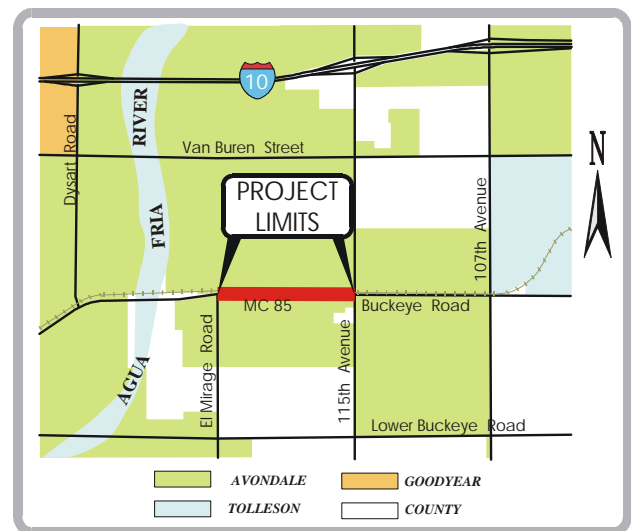 10
RIVER
Dysart Road
Van Buren Street
N
PROJECT
LIMITS
FRIA
107th Avenue
MC 85
Buckeye Road
El Mirage Road
115th Avenue
AGUA
Lower Buckeye Road
AVONDALE
GOODYEAR
TOLLESON
COUNTY